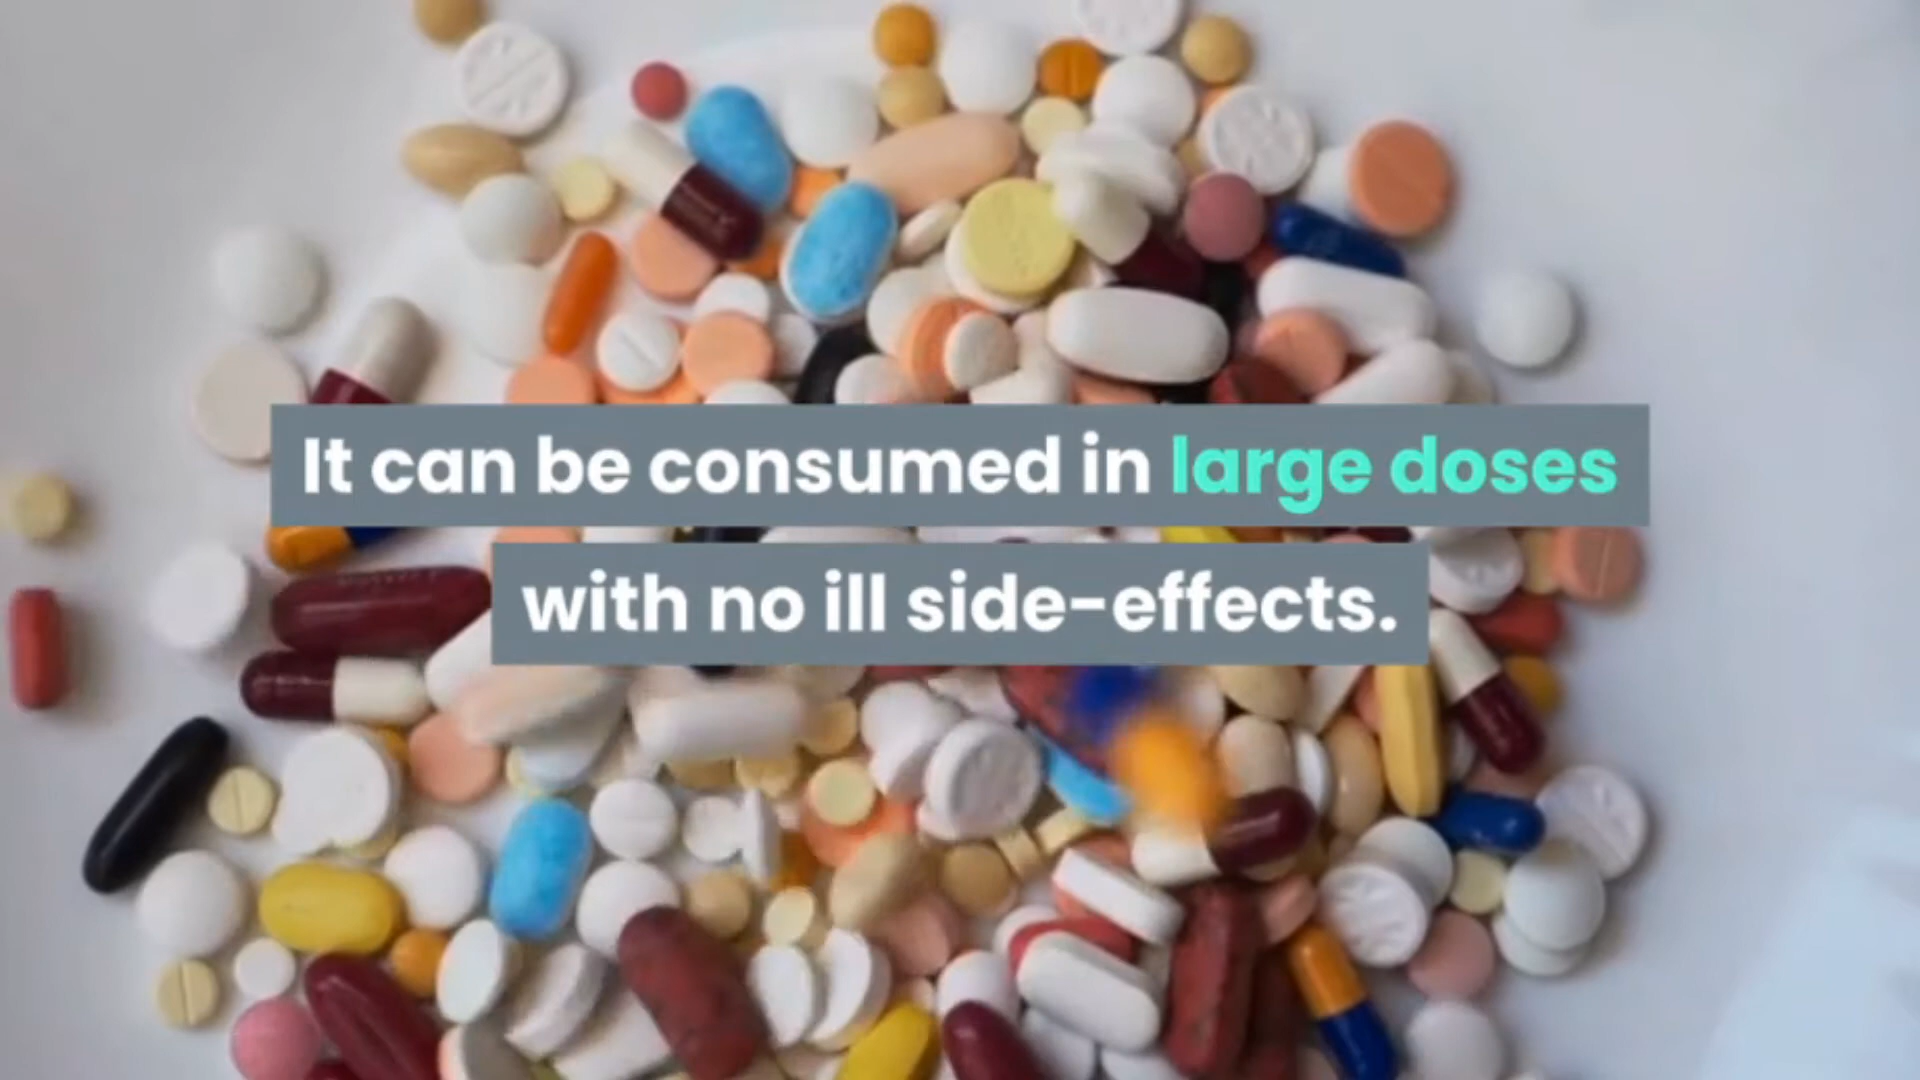 It can be consumed in large doses
with no ill side-effects.